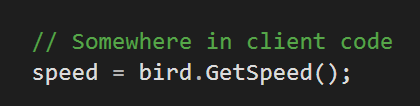 // Somewhere in client code
speed = bird.GetSpeed();